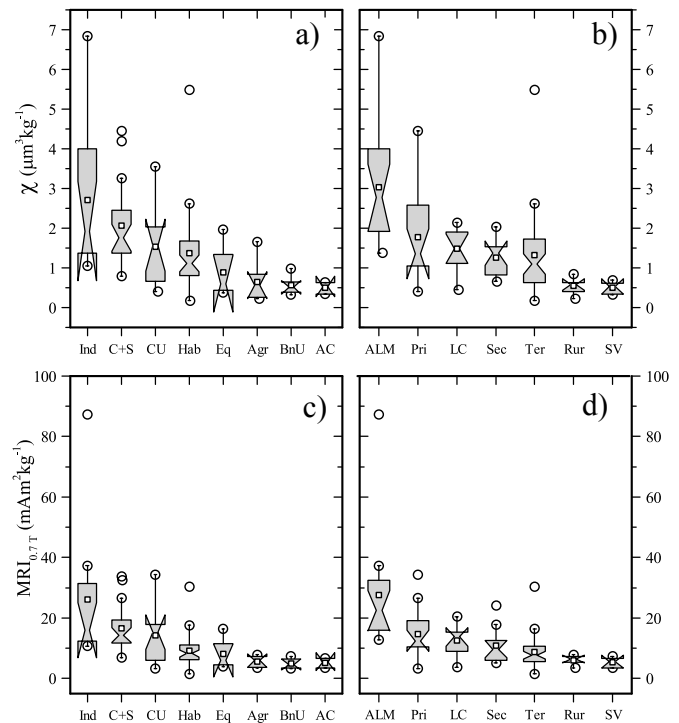 a)
b)
7
6
5
4
3
2
1
0
χ (μm³kg⁻¹)
7
6
5
4
3
2
1
0
Ind C+S CU Hab Eq Agr BnU AC
ALM Pri LC Sec Ter Rur SV
c)
d)
100
80
60
40
20
0
MRI₀.₇ T (mAm²kg⁻¹)
100
80
60
40
20
0
Ind C+S CU Hab Eq Agr BnU AC
ALM Pri LC Sec Ter Rur SV